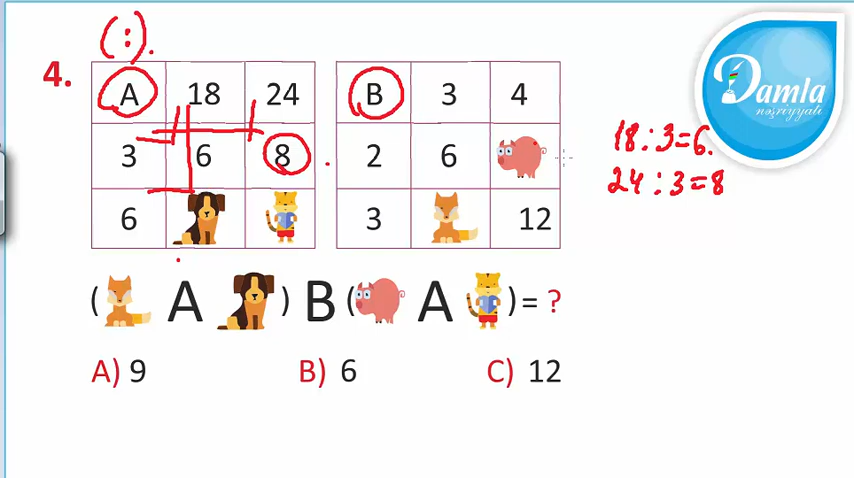 (:).
4.
A 18 24
3 6 8
6
B 3 4
2 6
3 12
Damla
nəşriyyatı
18:3=6.
24:3=8
( A ) B ( A ) = ?
A) 9 B) 6 C) 12